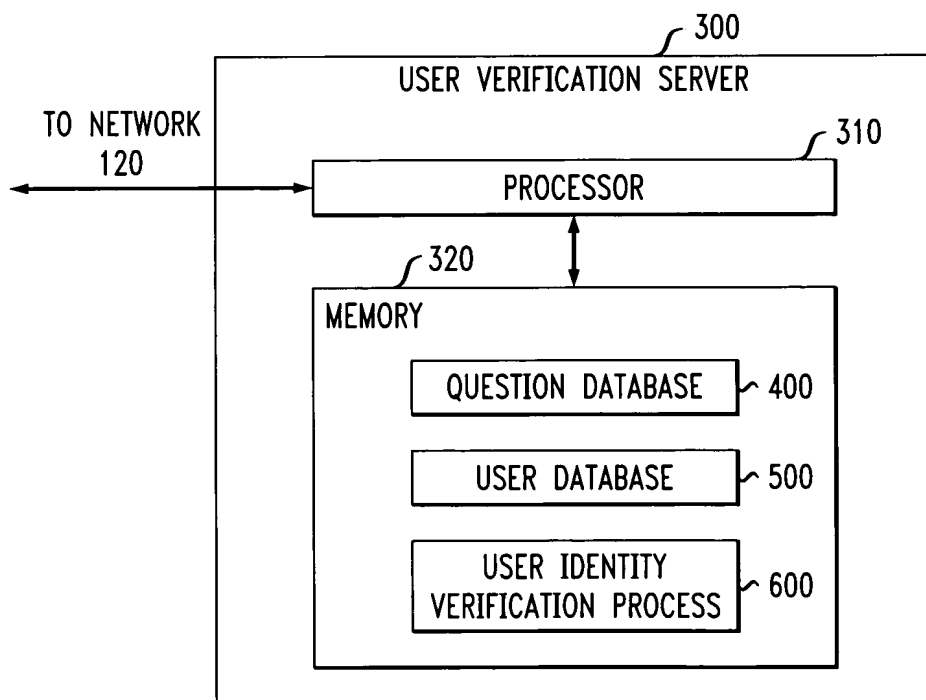 300
USER VERIFICATION SERVER
TO NETWORK
120
310
PROCESSOR
320
MEMORY
QUESTION DATABASE
400
USER DATABASE
500
USER IDENTITY
VERIFICATION PROCESS
600